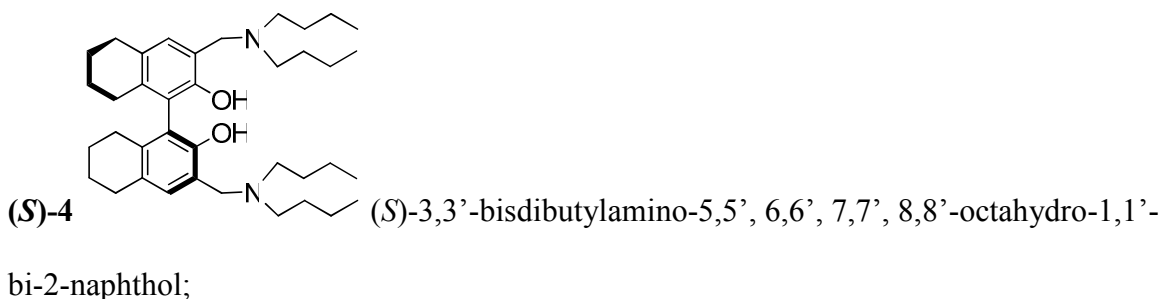 N
OH
OH
N
(S)-4 (S)-3,3’-bisdibutylamino-5,5’, 6,6’, 7,7’, 8,8’-octahydro-1,1’-
bi-2-naphthol;